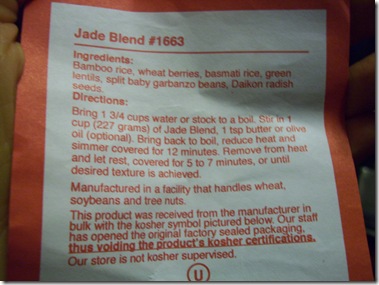 Jade Blend #1663
Ingredients:
Bamboo rice, wheat berries, basmati rice, green
lentils, split baby garbanzo beans, Daikon radish
seeds.
Directions:
Bring 1 3/4 cups water or stock to a boil. Stir in 1
cup (227 grams) of Jade Blend, 1 tsp butter or olive
oil (optional). Bring back to boil, reduce heat and
simmer covered for 12 minutes. Remove from heat
and let rest, covered for 5 to 7 minutes, or until
desired texture is achieved.
Manufactured in a facility that handles wheat,
soybeans and tree nuts.
This product was received from the manufacturer in
bulk with the kosher symbol pictured below. Our staff
has opened the original factory sealed packaging,
thus voiding the product's kosher certifications.
Our store is not kosher supervised.
U